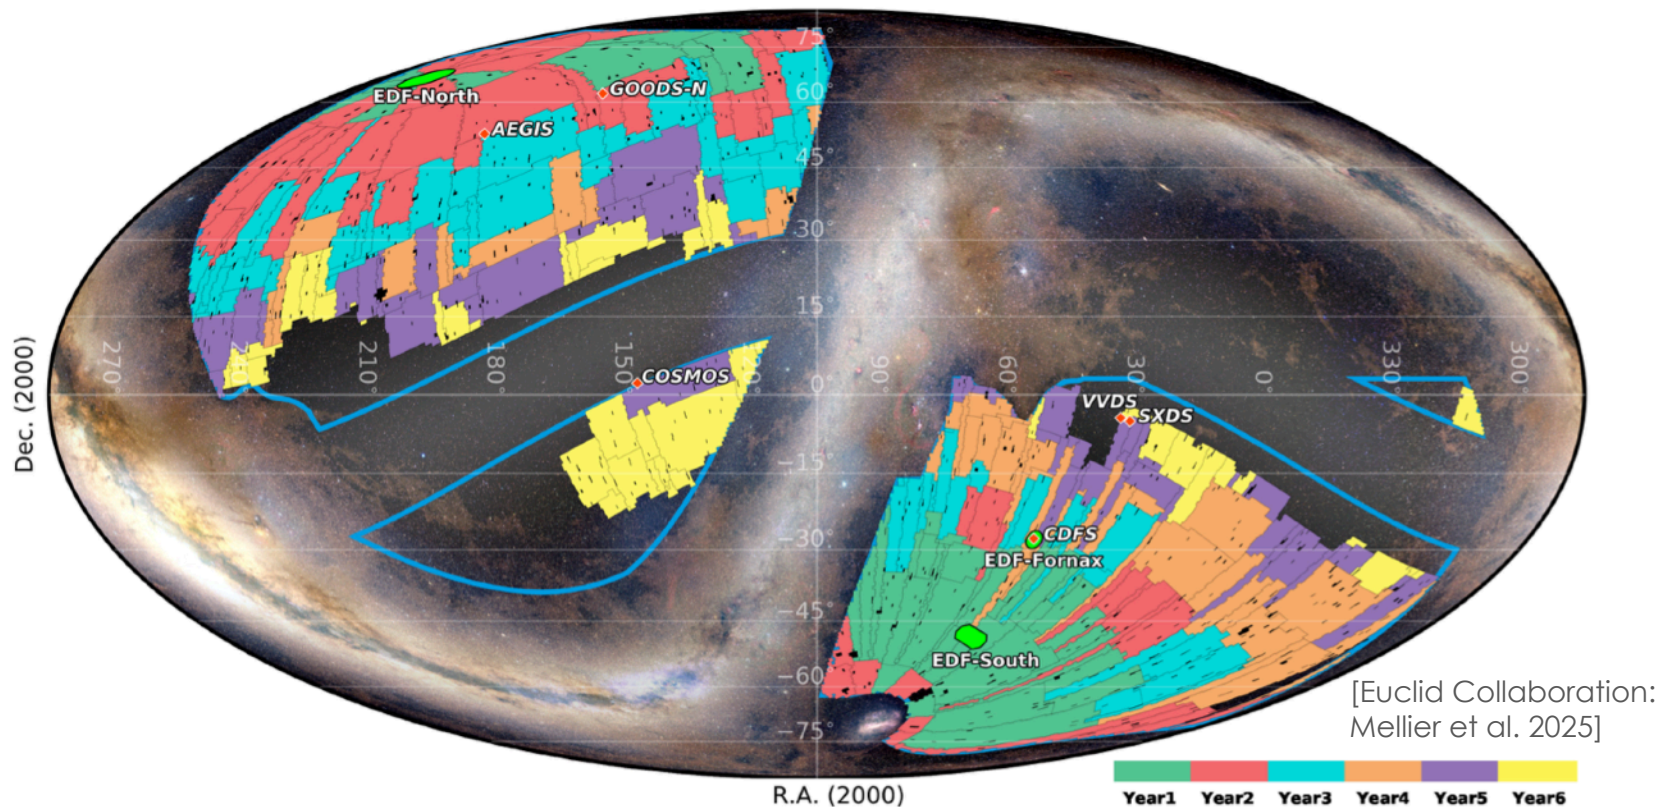 75°
60°
45°
30°
15°
0°
−15°
−30°
−45°
−60
−75°
EDF-North
GOODS-N
AEGIS
270°
210°
180°
150°
90°
60°
30°
0°
330°
300°
COSMOS
VVDS
SXDS
CDFS
EDF-Fornax
EDF-South
Dec. (2000)
R.A. (2000)
[Euclid Collaboration:
Mellier et al. 2025]
Year1 Year2 Year3 Year4 Year5 Year6